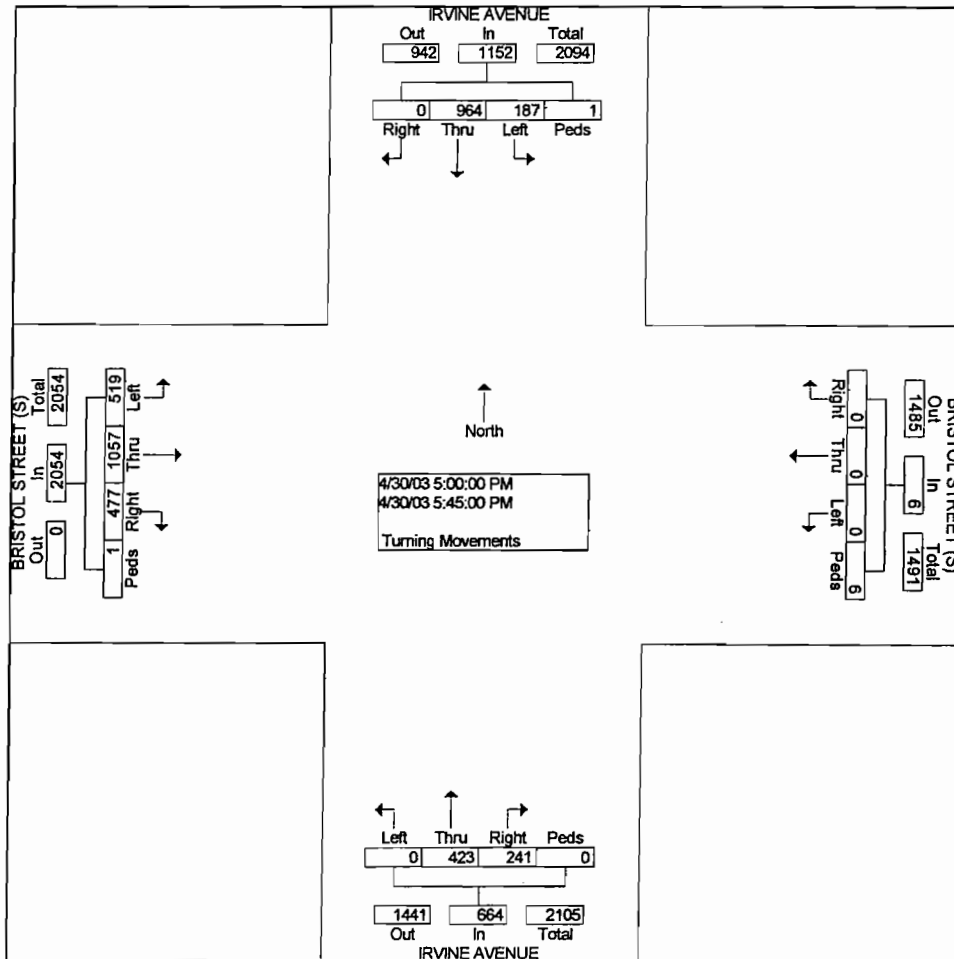 IRVINE AVENUE
Out In Total
942 1152 2094
0 964 187 1
Right Thru Left Peds
BRISTOL STREET (S)
Total In Out
2054 2054 0
519 1057 477 1
Left Thru Right Peds
North
4/30/03 5:00:00 PM
4/30/03 5:45:00 PM
Turning Movements
Right Thru Left Peds
0 0 0 6
Out In Total
1485 6 1491
BRISTOL STREET (S)
Left Thru Right Peds
0 423 241 0
1441 664 2105
Out In Total
IRVINE AVENUE